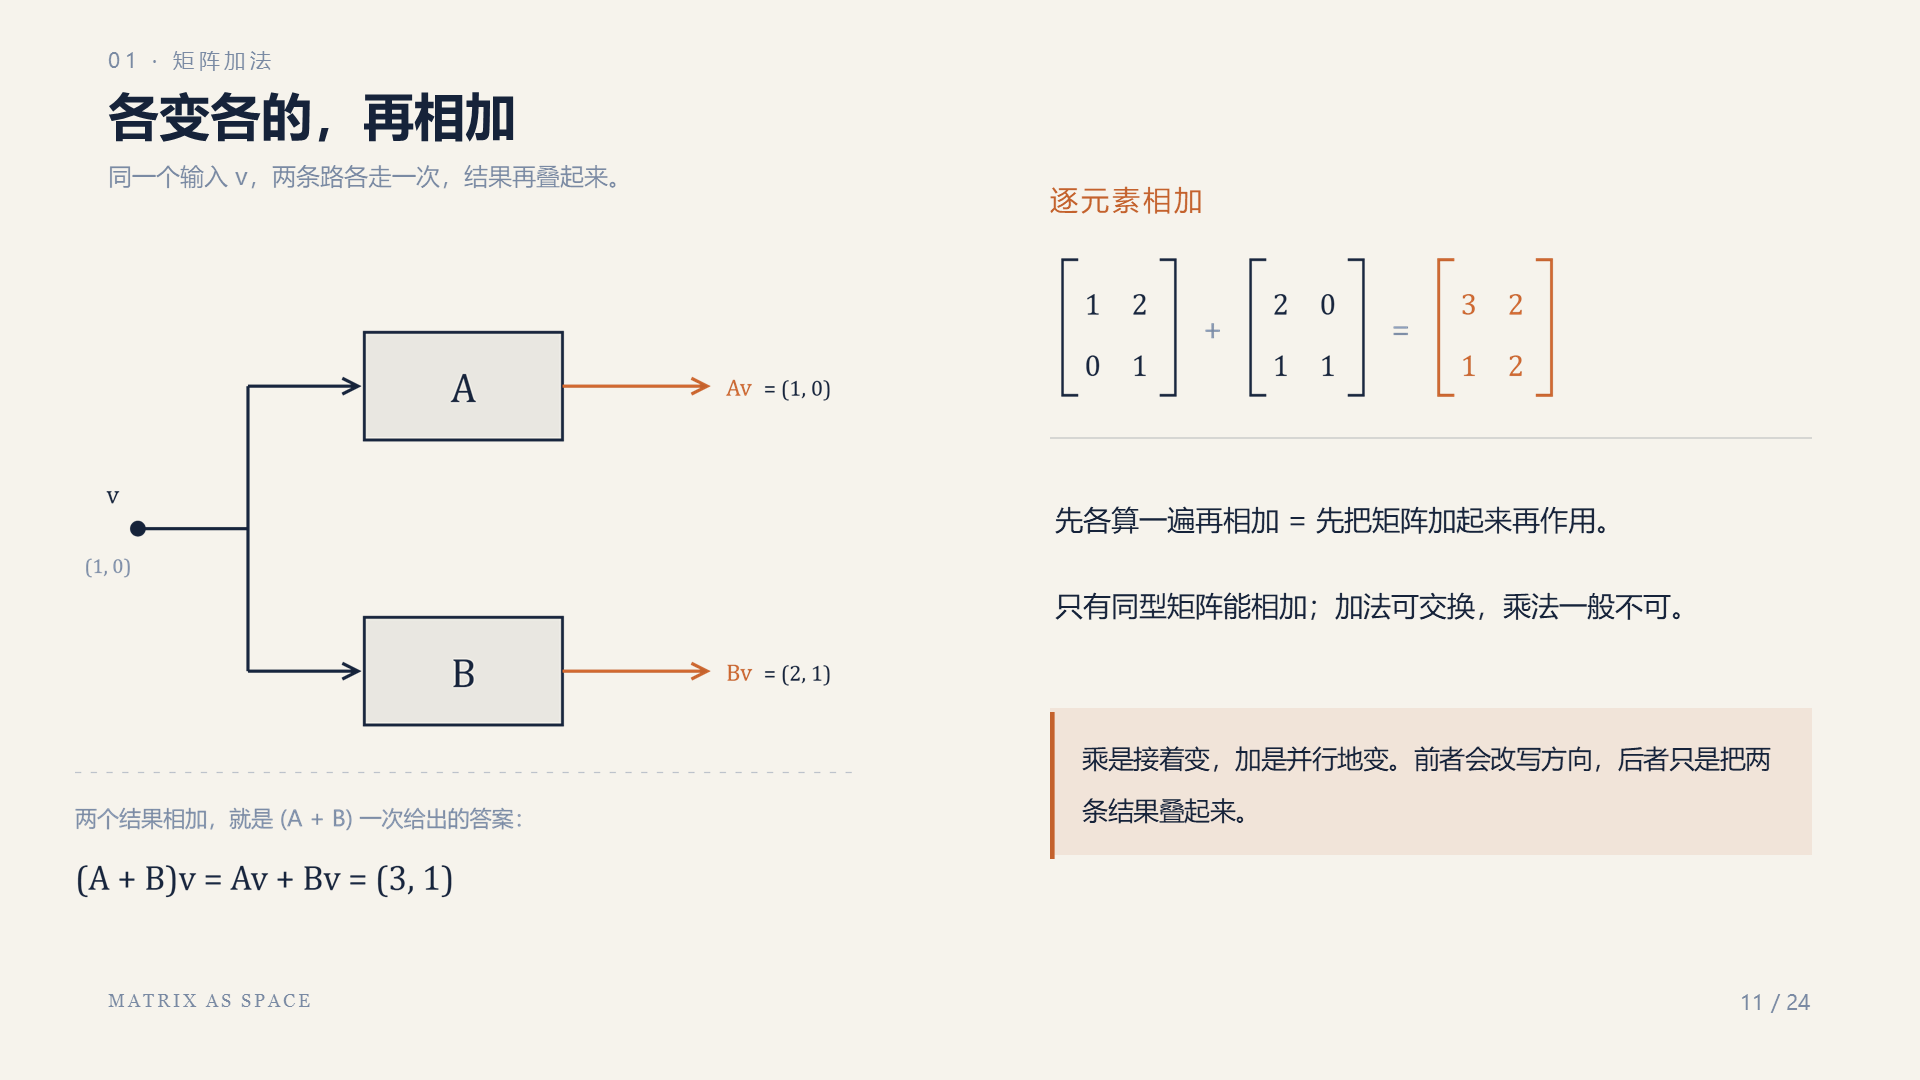 01 · 矩阵加法
各变各的，再相加
同一个输入 v，两条路各走一次，结果再叠起来。
A
Av = (1, 0)
v
(1, 0)
B
Bv = (2, 1)
两个结果相加，就是 (A + B) 一次给出的答案：
(A + B)v = Av + Bv = (3, 1)
逐元素相加
1 2   2 0   3 2
+ =
0 1   1 1   1 2
先各算一遍再相加 = 先把矩阵加起来再作用。
只有同型矩阵能相加；加法可交换，乘法一般不可。
乘是接着变，加是并行地变。前者会改写方向，后者只是把两
条结果叠起来。
MATRIX AS SPACE
11 / 24